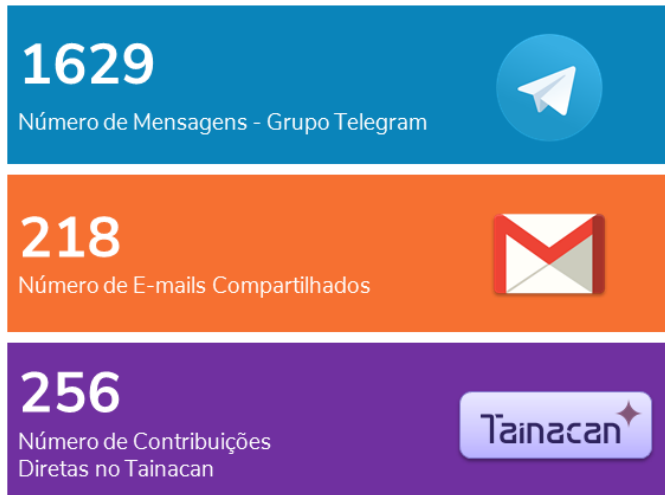 1629
Número de Mensagens - Grupo Telegram
218
Número de E-mails Compartilhados
256
Número de Contribuições
Diretas no Tainacan
Tainacan